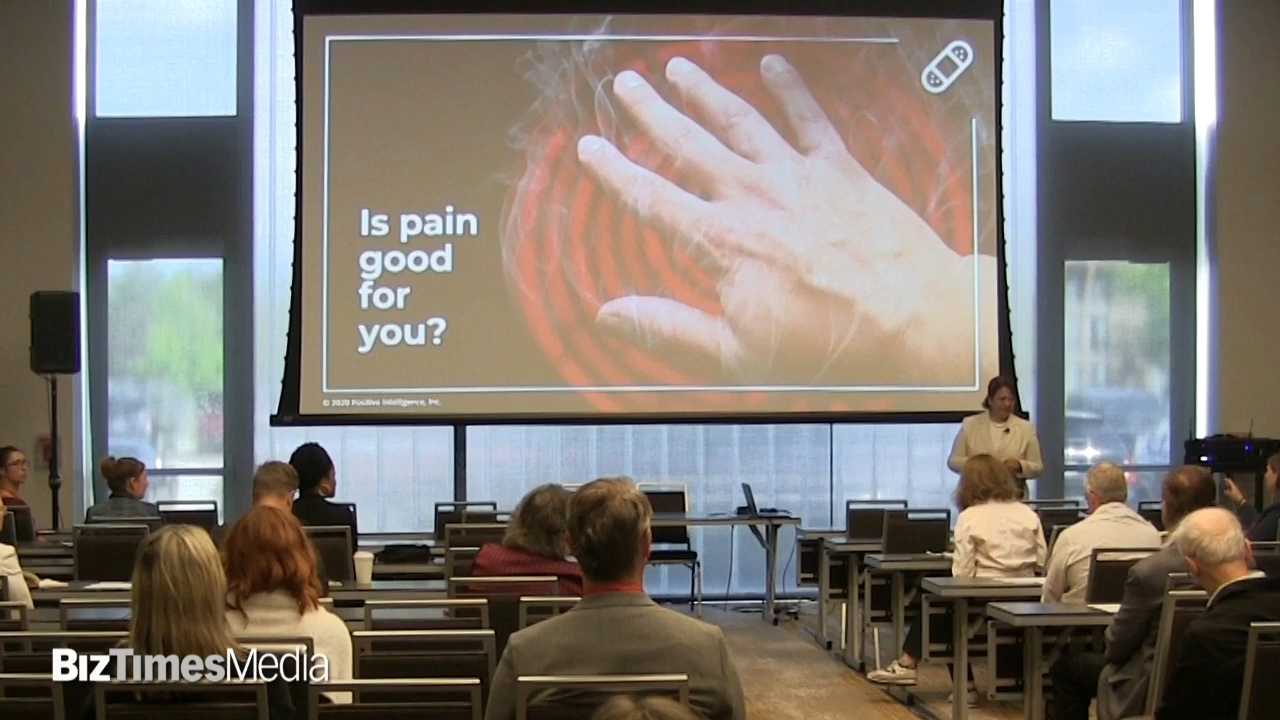 Is pain
good
for
you?
© 2020 Positive Intelligence, Inc.
BizTimesMedia